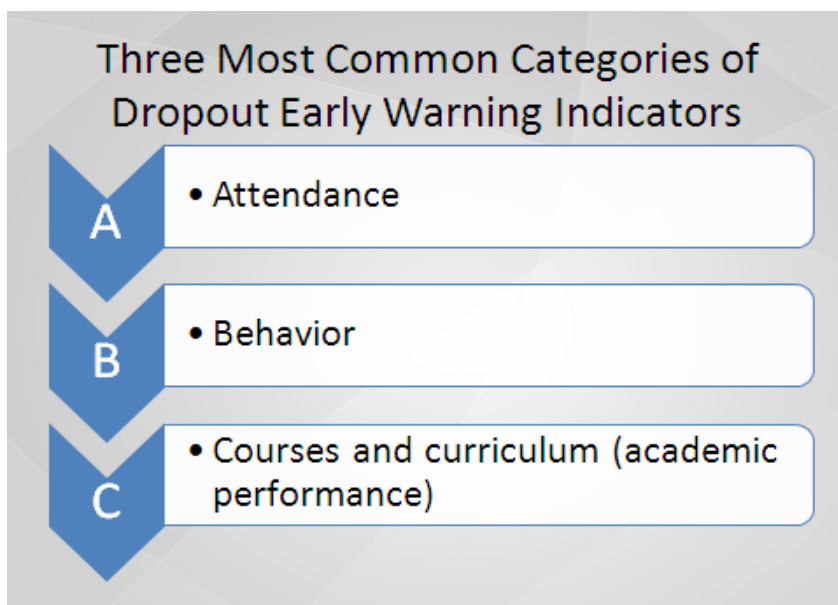 Three Most Common Categories of
Dropout Early Warning Indicators
A
• Attendance
B
• Behavior
C
• Courses and curriculum (academic
performance)